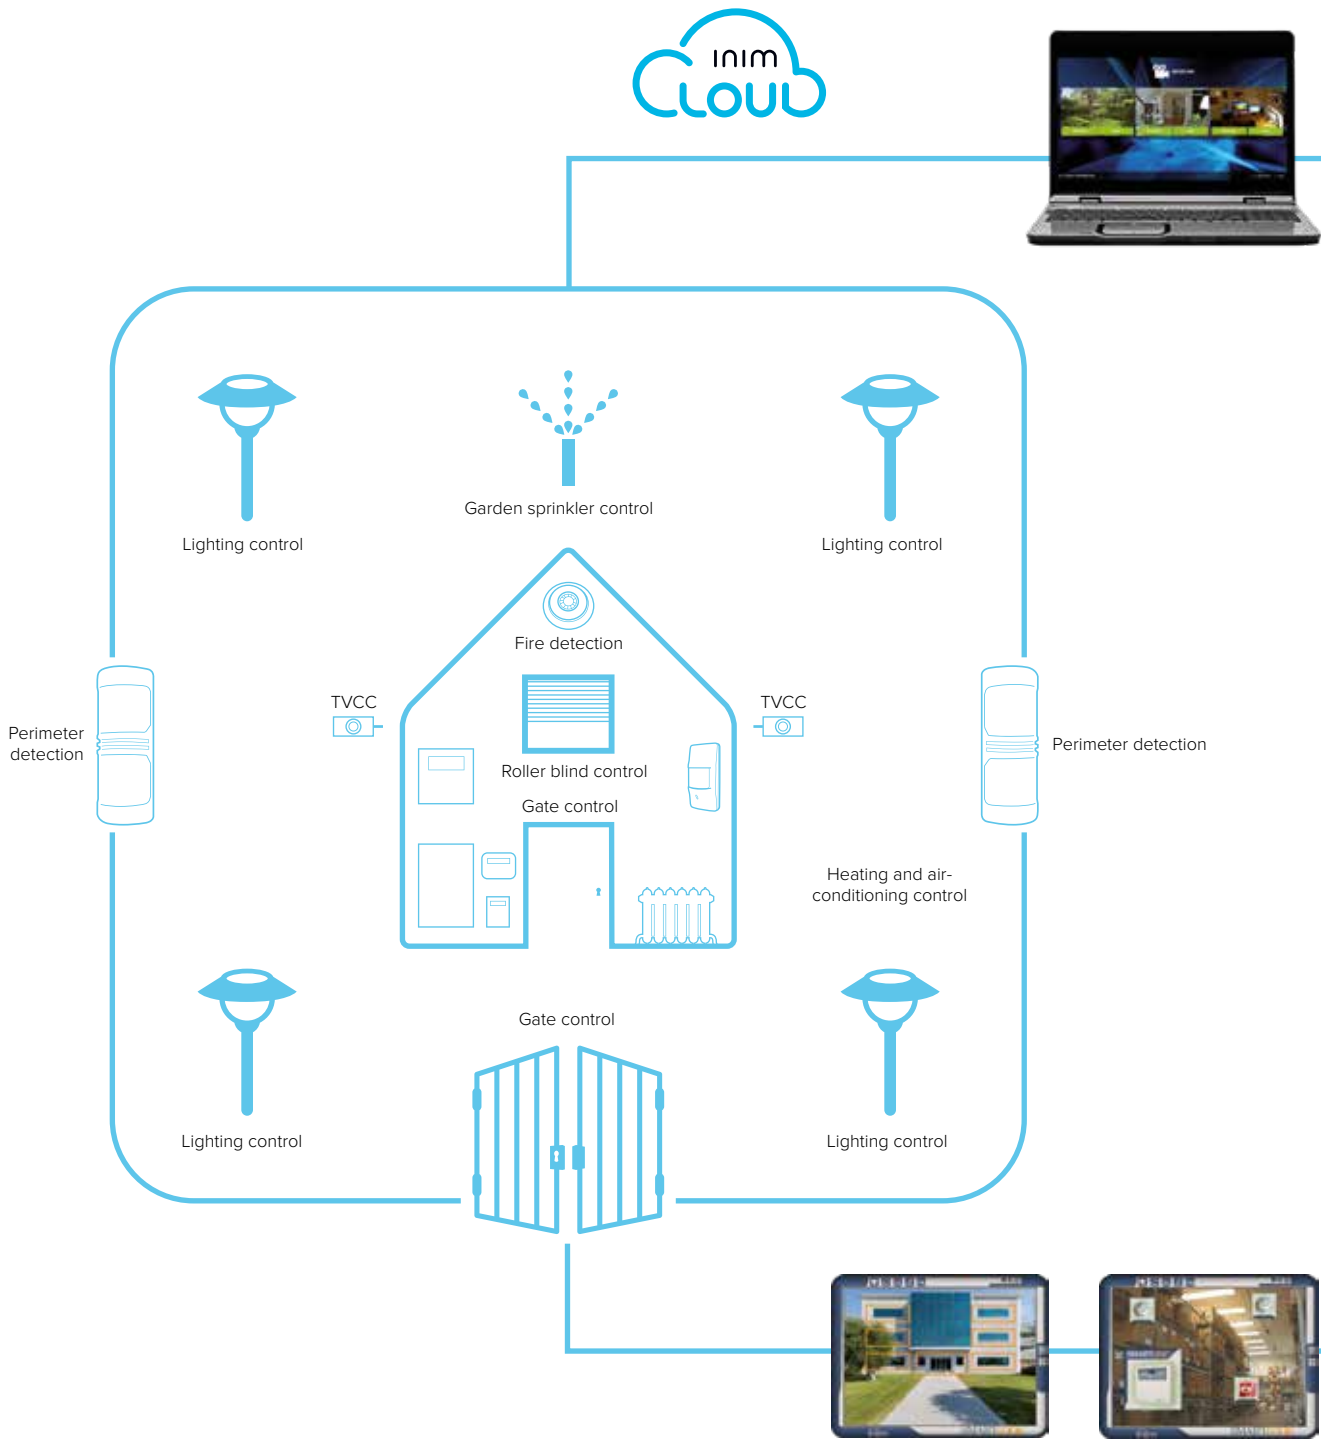 inim
CLOUD
Garden sprinkler control
Lighting control
Lighting control
Fire detection
TVCC
TVCC
Perimeter
detection
Perimeter detection
Roller blind control
Gate control
Heating and air-
conditioning control
Gate control
Lighting control
Lighting control